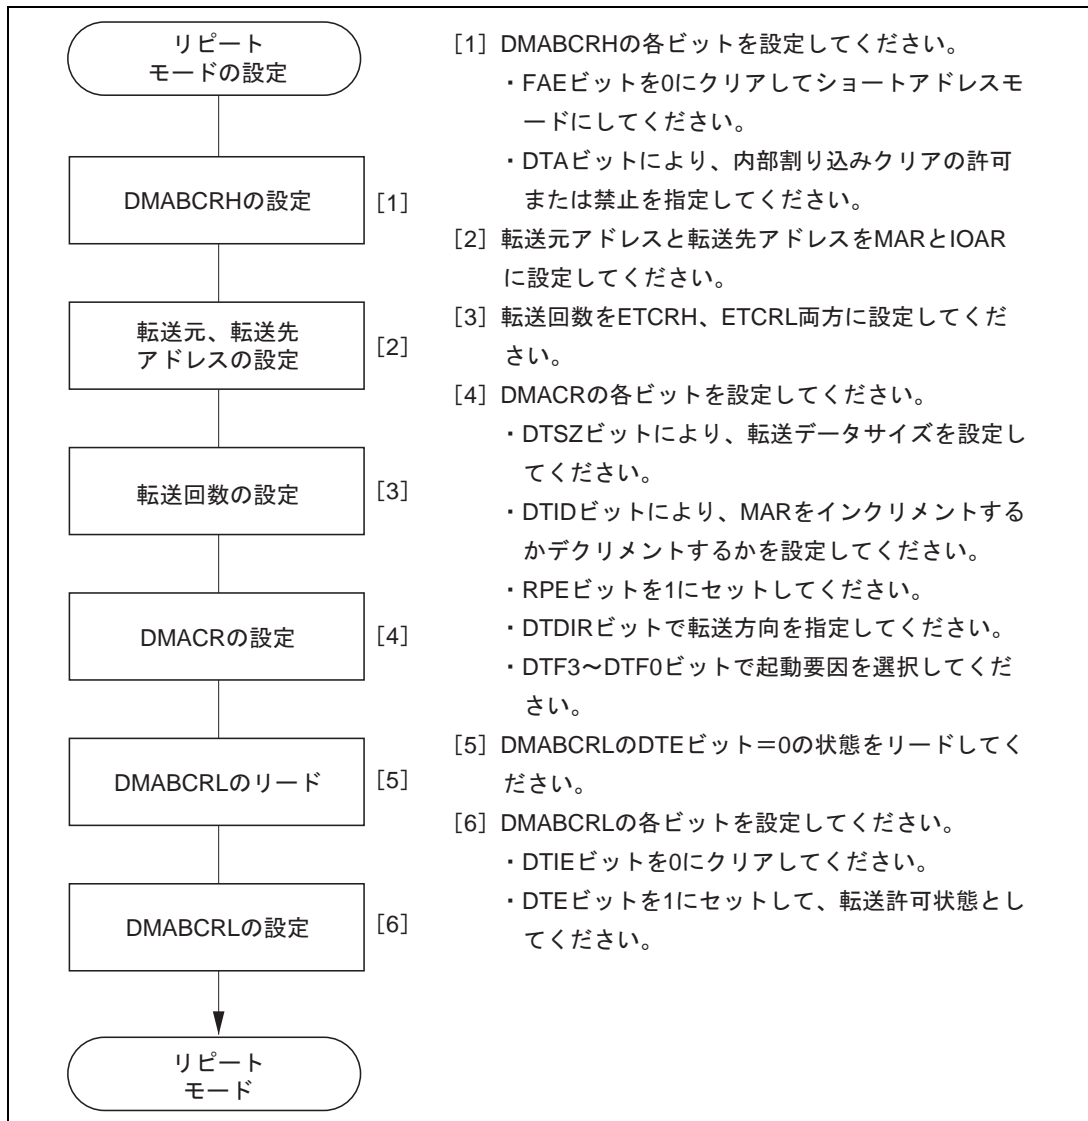 リピート
モードの設定
DMABCRHの設定
[1]
転送元、転送先
アドレスの設定
[2]
転送回数の設定
[3]
DMACRの設定
[4]
DMABCRLのリード
[5]
DMABCRLの設定
[6]
リピート
モード
[1] DMABCRHの各ビットを設定してください。
・FAEビットを0にクリアしてショートアドレスモ
ードにしてください。
・DTAビットにより、内部割り込みクリアの許可
または禁止を指定してください。
[2] 転送元アドレスと転送先アドレスをMARとIOAR
に設定してください。
[3] 転送回数をETCRH、ETCRL両方に設定してくだ
さい。
[4] DMACRの各ビットを設定してください。
・DTSZビットにより、転送データサイズを設定し
てください。
・DTIDビットにより、MARをインクリメントする
かデクリメントするかを設定してください。
・RPEビットを1にセットしてください。
・DTDIRビットで転送方向を指定してください。
・DTF3～DTF0ビットで起動要因を選択してくだ
さい。
[5] DMABCRLのDTEビット＝0の状態をリードしてく
ださい。
[6] DMABCRLの各ビットを設定してください。
・DTIEビットを0にクリアしてください。
・DTEビットを1にセットして、転送許可状態とし
てください。